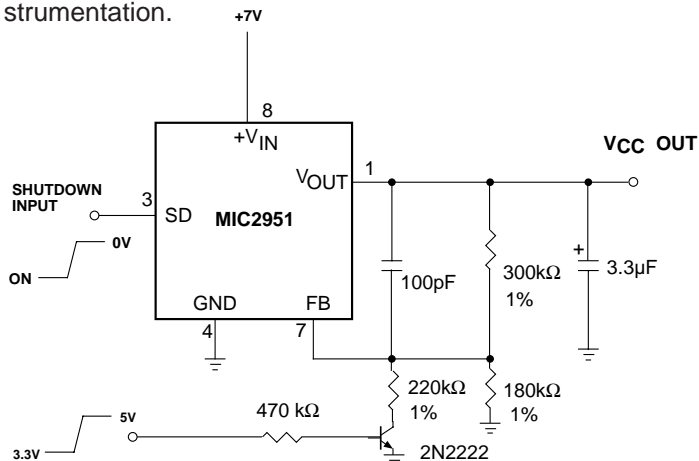 strumentation.
+7V
8
+VIN
VCC OUT
VOUT
1
SHUTDOWN
INPUT
3
SD
MIC2951
0V
ON
100pF
300kΩ
1%
+
3.3µF
GND
FB
4
7
220kΩ
1%
180kΩ
1%
470 kΩ
5V
3.3V
2N2222